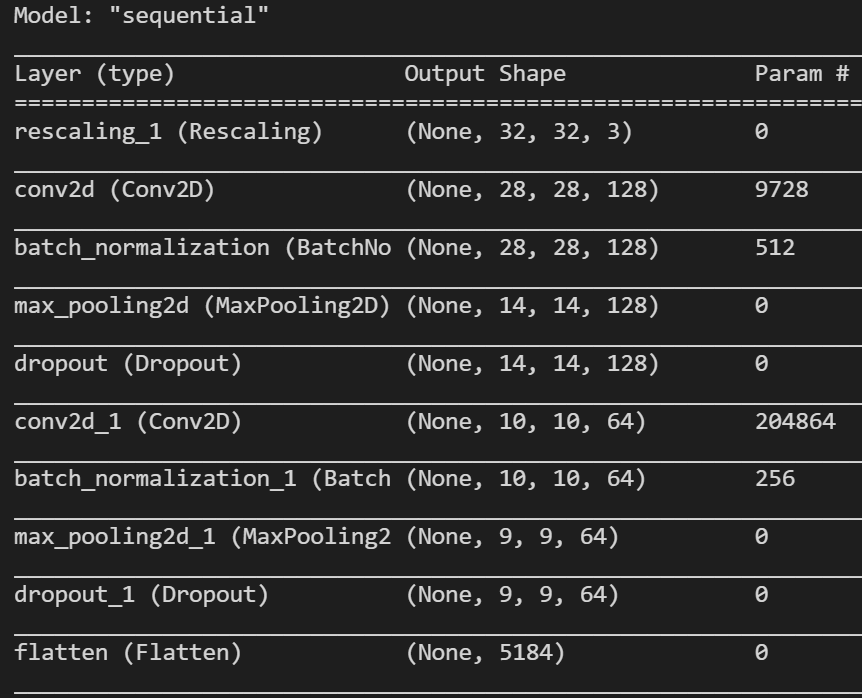 Model: "sequential"
Layer (type) Output Shape Param #
=================================================================
rescaling_1 (Rescaling) (None, 32, 32, 3) 0
conv2d (Conv2D) (None, 28, 28, 128) 9728
batch_normalization (BatchNo (None, 28, 28, 128) 512
max_pooling2d (MaxPooling2D) (None, 14, 14, 128) 0
dropout (Dropout) (None, 14, 14, 128) 0
conv2d_1 (Conv2D) (None, 10, 10, 64) 204864
batch_normalization_1 (Batch (None, 10, 10, 64) 256
max_pooling2d_1 (MaxPooling2 (None, 9, 9, 64) 0
dropout_1 (Dropout) (None, 9, 9, 64) 0
flatten (Flatten) (None, 5184) 0